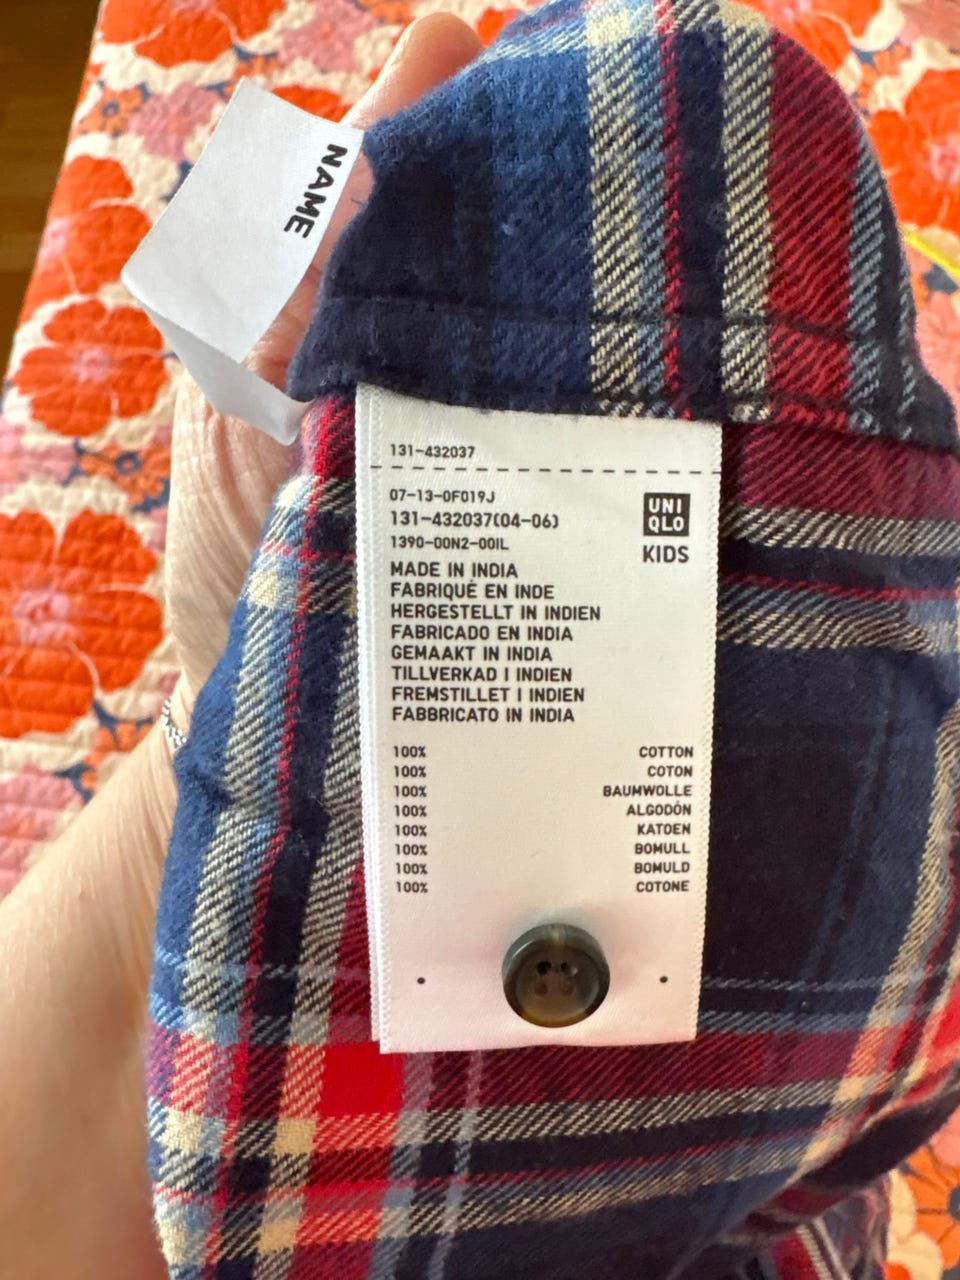 NAME
131-432037
07-13-0F019J
131-432037(04-06)
1390-00N2-00IL
UNI
QLO
KIDS
MADE IN INDIA
FABRIQUÉ EN INDE
HERGESTELLT IN INDIEN
FABRICADO EN INDIA
GEMAAKT IN INDIA
TILLVERKAD I INDIEN
FREMSTILLET I INDIEN
FABBRICATO IN INDIA
100% COTTON
100% COTON
100% BAUMWOLLE
100% ALGODÓN
100% KATOEN
100% BOMULL
100% BOMULD
100% COTONE